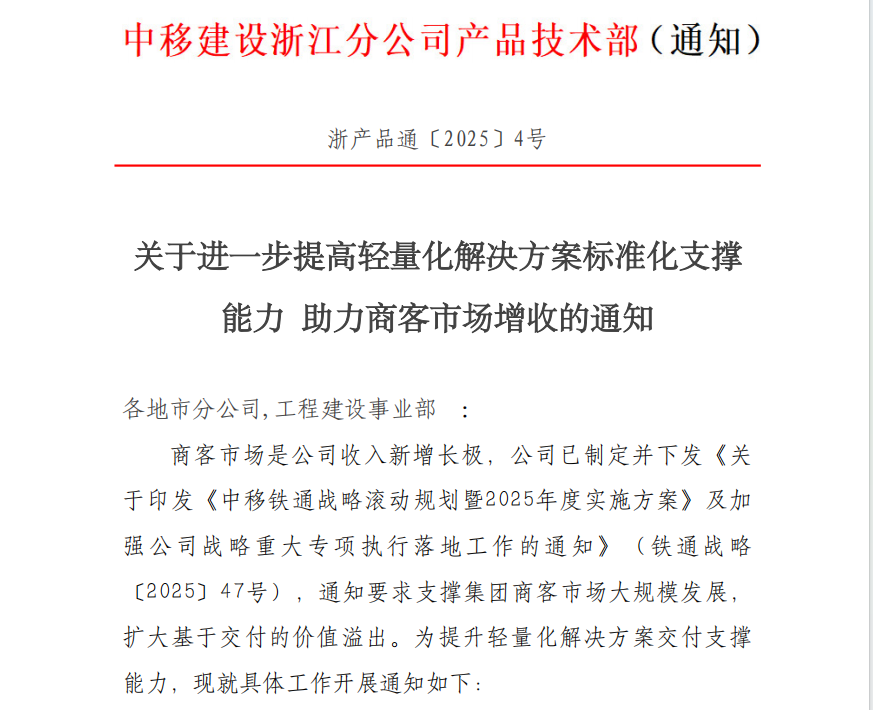 中移建设浙江分公司产品技术部（通知）
浙产品通〔2025〕4号
关于进一步提高轻量化解决方案标准化支撑
能力 助力商客市场增收的通知
各地市分公司,工程建设事业部 ：
商客市场是公司收入新增长极，公司已制定并下发《关
于印发《中移铁通战略滚动规划暨2025年度实施方案》及加
强公司战略重大专项执行落地工作的通知》（铁通战略
〔2025〕47号），通知要求支撑集团商客市场大规模发展，
扩大基于交付的价值溢出。为提升轻量化解决方案交付支撑
能力，现就具体工作开展通知如下：